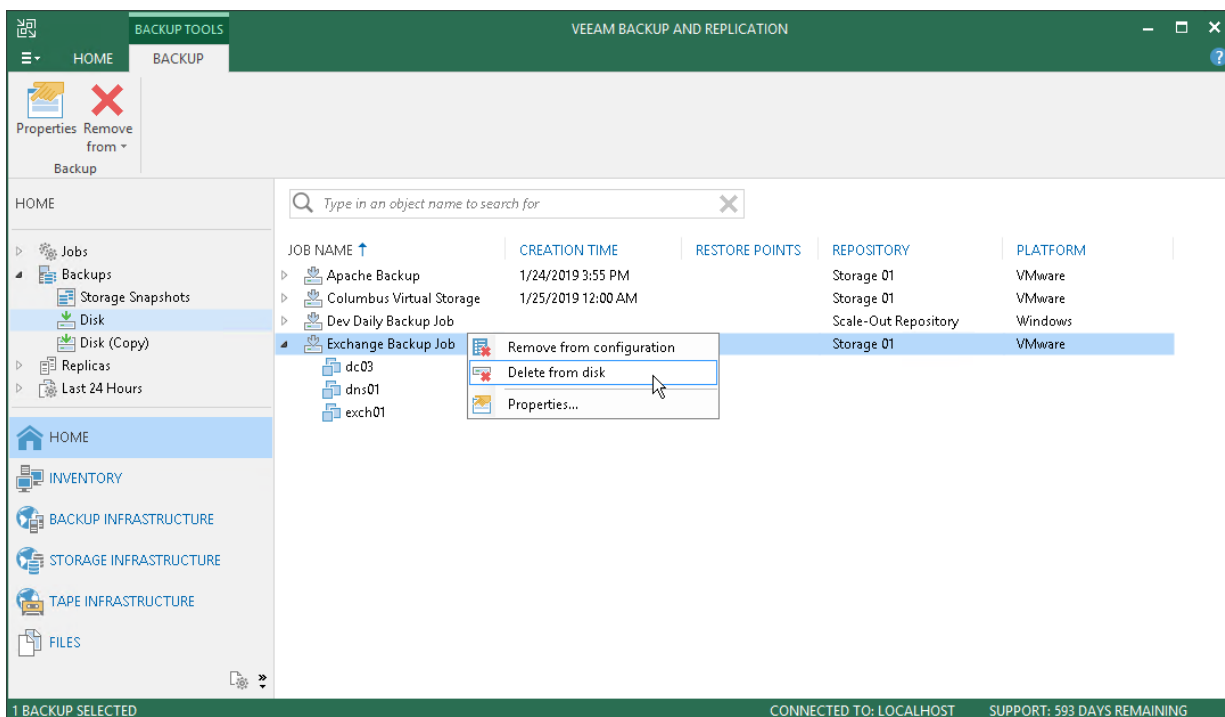 BACKUP TOOLS
VEEAM BACKUP AND REPLICATION
HOME
BACKUP
?
Properties
Remove
from
Backup
HOME
Type in an object name to search for
Jobs
Backups
Storage Snapshots
Disk
Disk (Copy)
Replicas
Last 24 Hours
JOB NAME CREATION TIME RESTORE POINTS REPOSITORY PLATFORM
Apache Backup 1/24/2019 3:55 PM Storage 01 VMware
Columbus Virtual Storage 1/25/2019 12:00 AM Storage 01 VMware
Dev Daily Backup Job Scale-Out Repository Windows
Exchange Backup Job Storage 01 VMware
dc03
dns01
exch01
Remove from configuration
Delete from disk
Properties...
HOME
INVENTORY
BACKUP INFRASTRUCTURE
STORAGE INFRASTRUCTURE
TAPE INFRASTRUCTURE
FILES
1 BACKUP SELECTED
CONNECTED TO: LOCALHOST
SUPPORT: 593 DAYS REMAINING